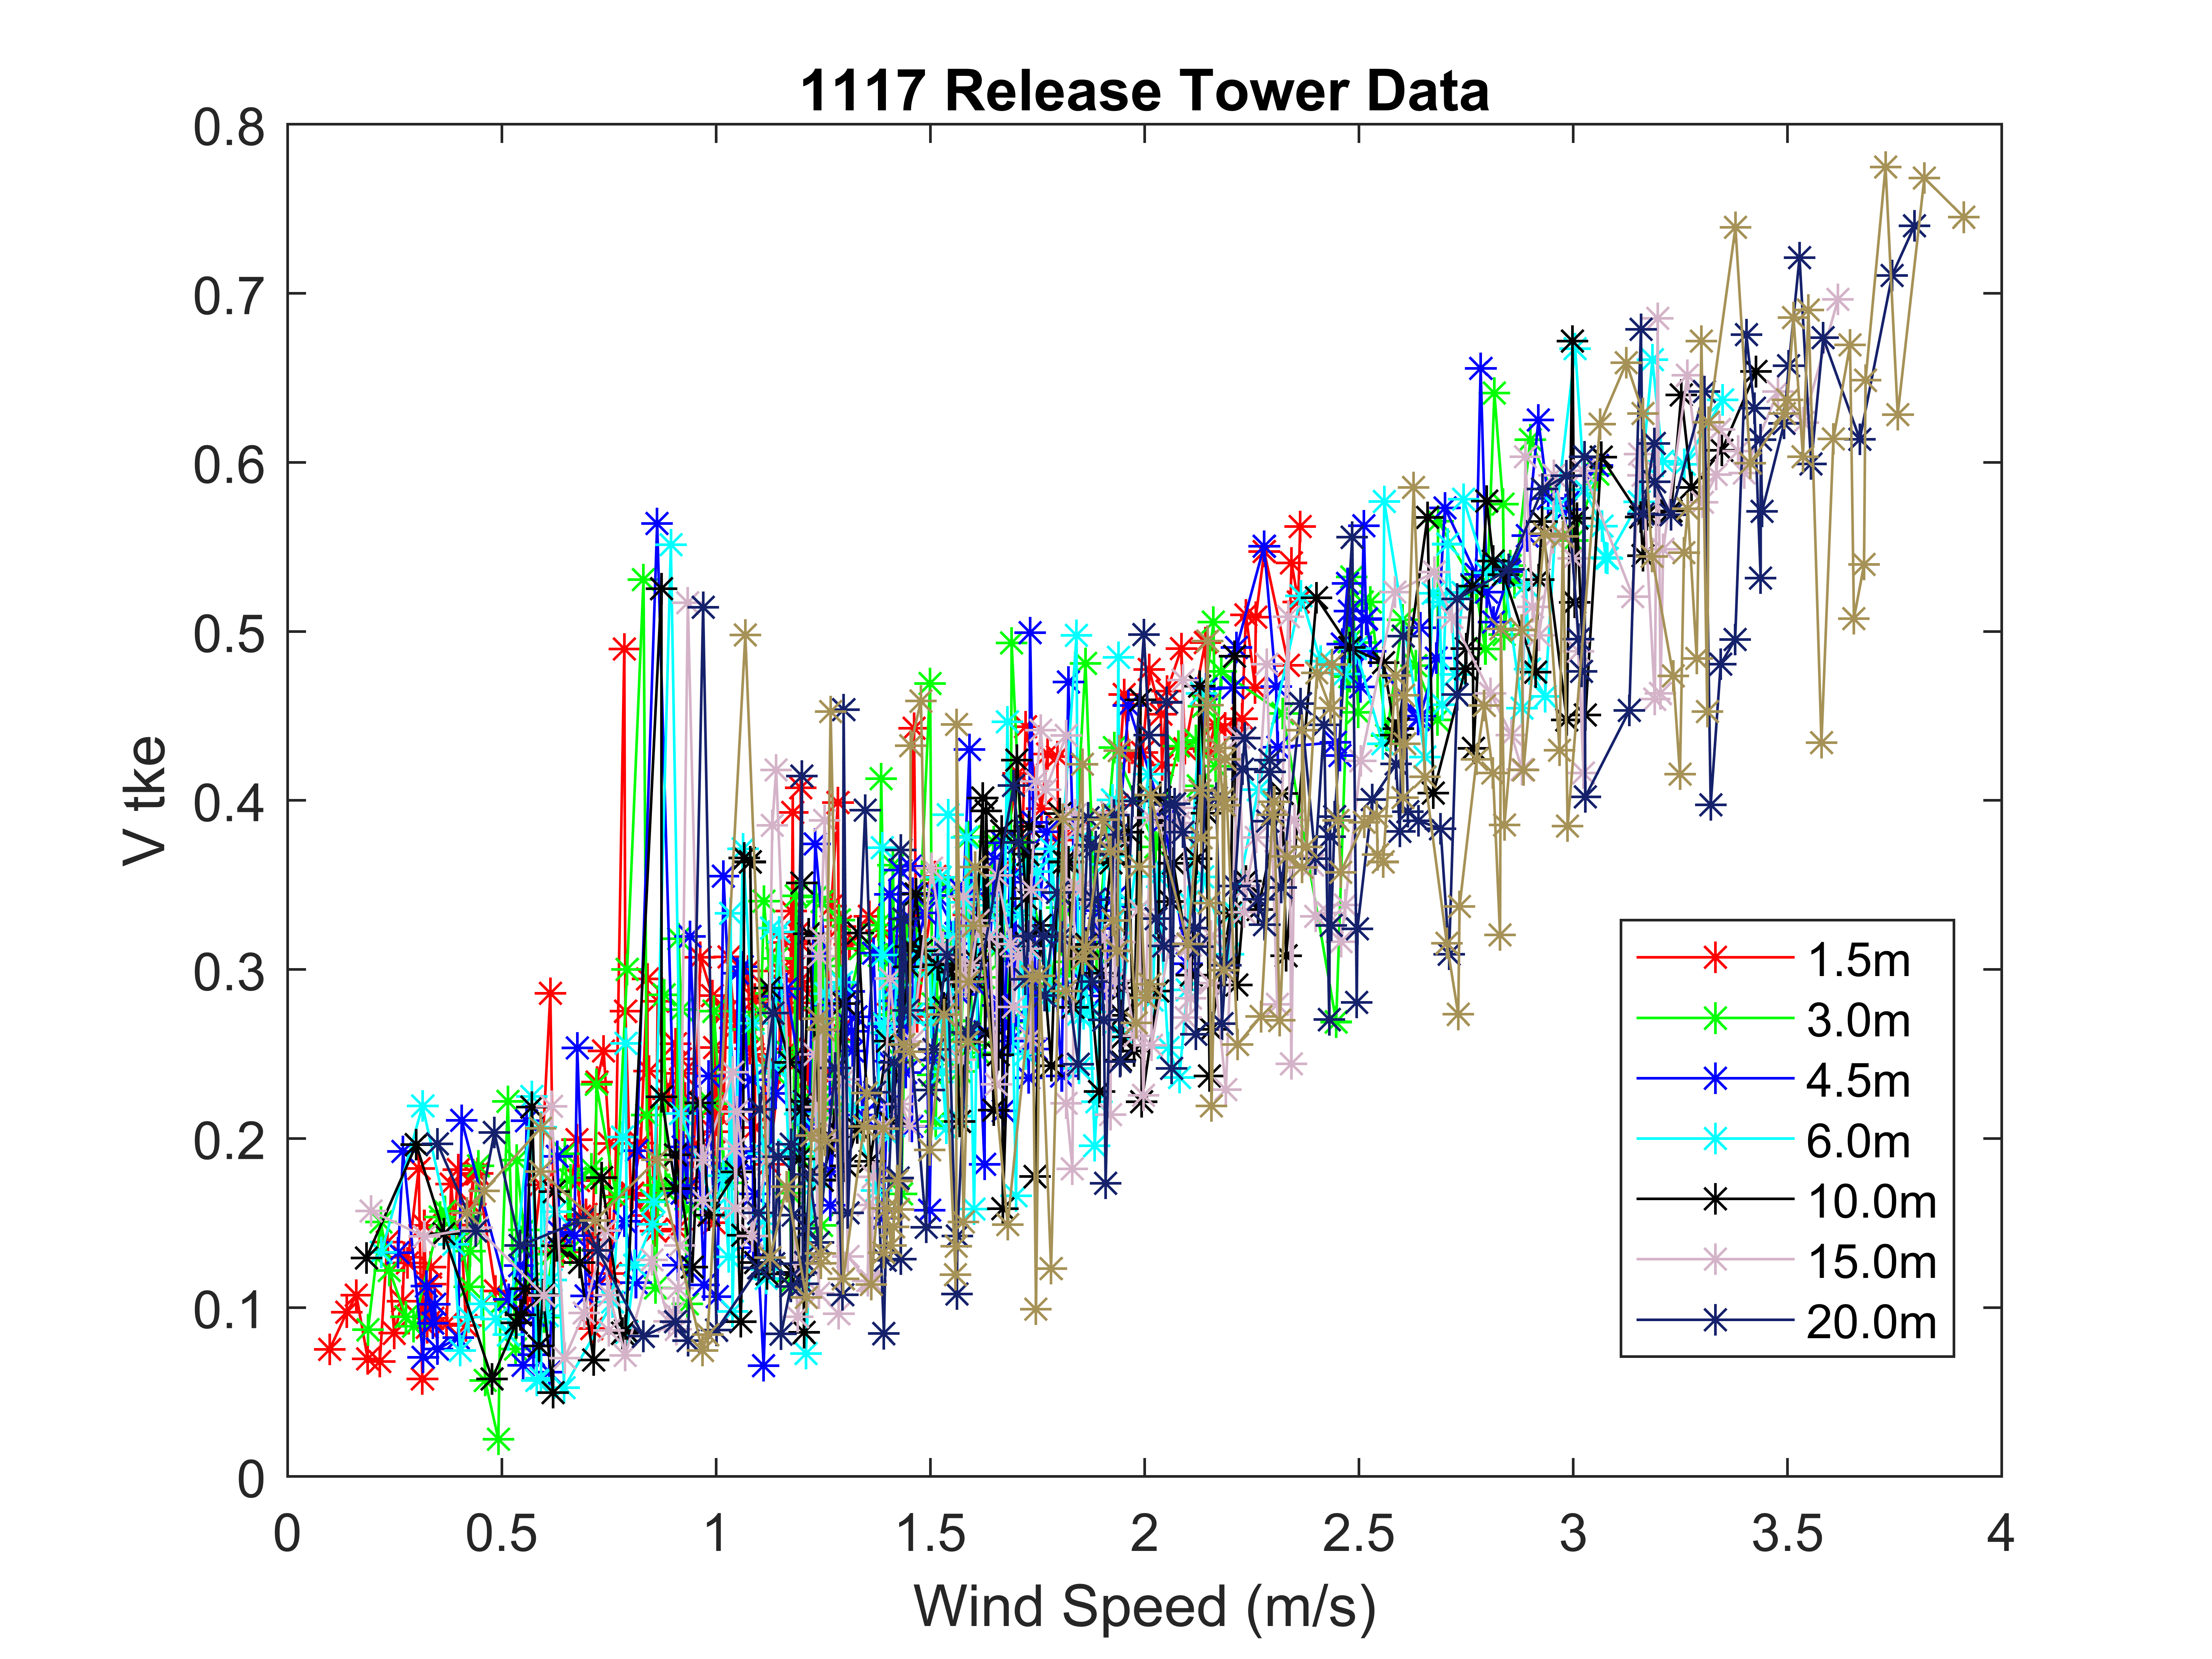 1117 Release Tower Data
0.8
0.7
0.6
0.5
0.4
0.3
0.2
0.1
0
V tke
1.5m
3.0m
4.5m
6.0m
10.0m
15.0m
20.0m
0 0.5 1 1.5 2 2.5 3 3.5 4
Wind Speed (m/s)